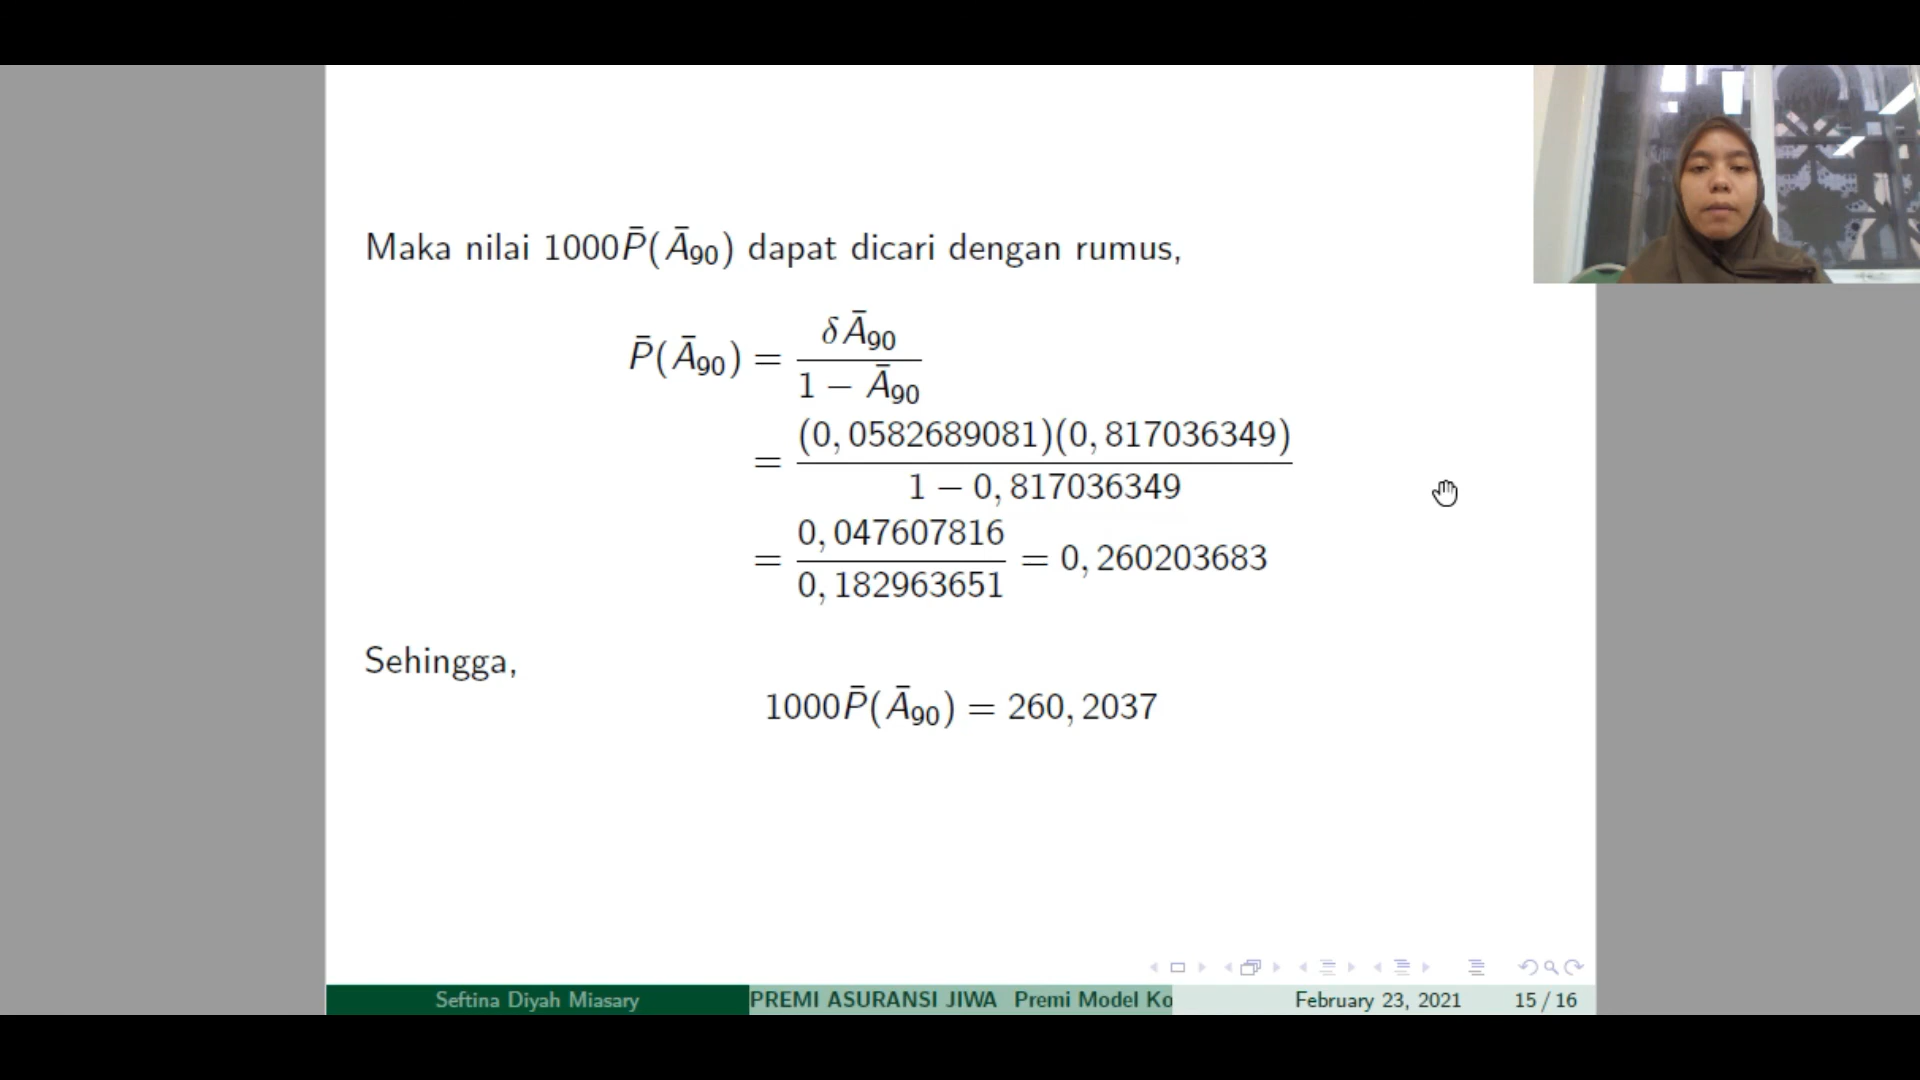 Maka nilai 1000P̄(Ā₉₀) dapat dicari dengan rumus,
P̄(Ā₉₀) = δĀ₉₀ / (1 − Ā₉₀)
= (0,0582689081)(0,817036349) / (1 − 0,817036349)
= 0,047607816 / 0,182963651 = 0,260203683
Sehingga,
1000P̄(Ā₉₀) = 260,2037
Seftina Diyah Miasary PREMI ASURANSI JIWA Premi Model Ko February 23, 2021 15 / 16